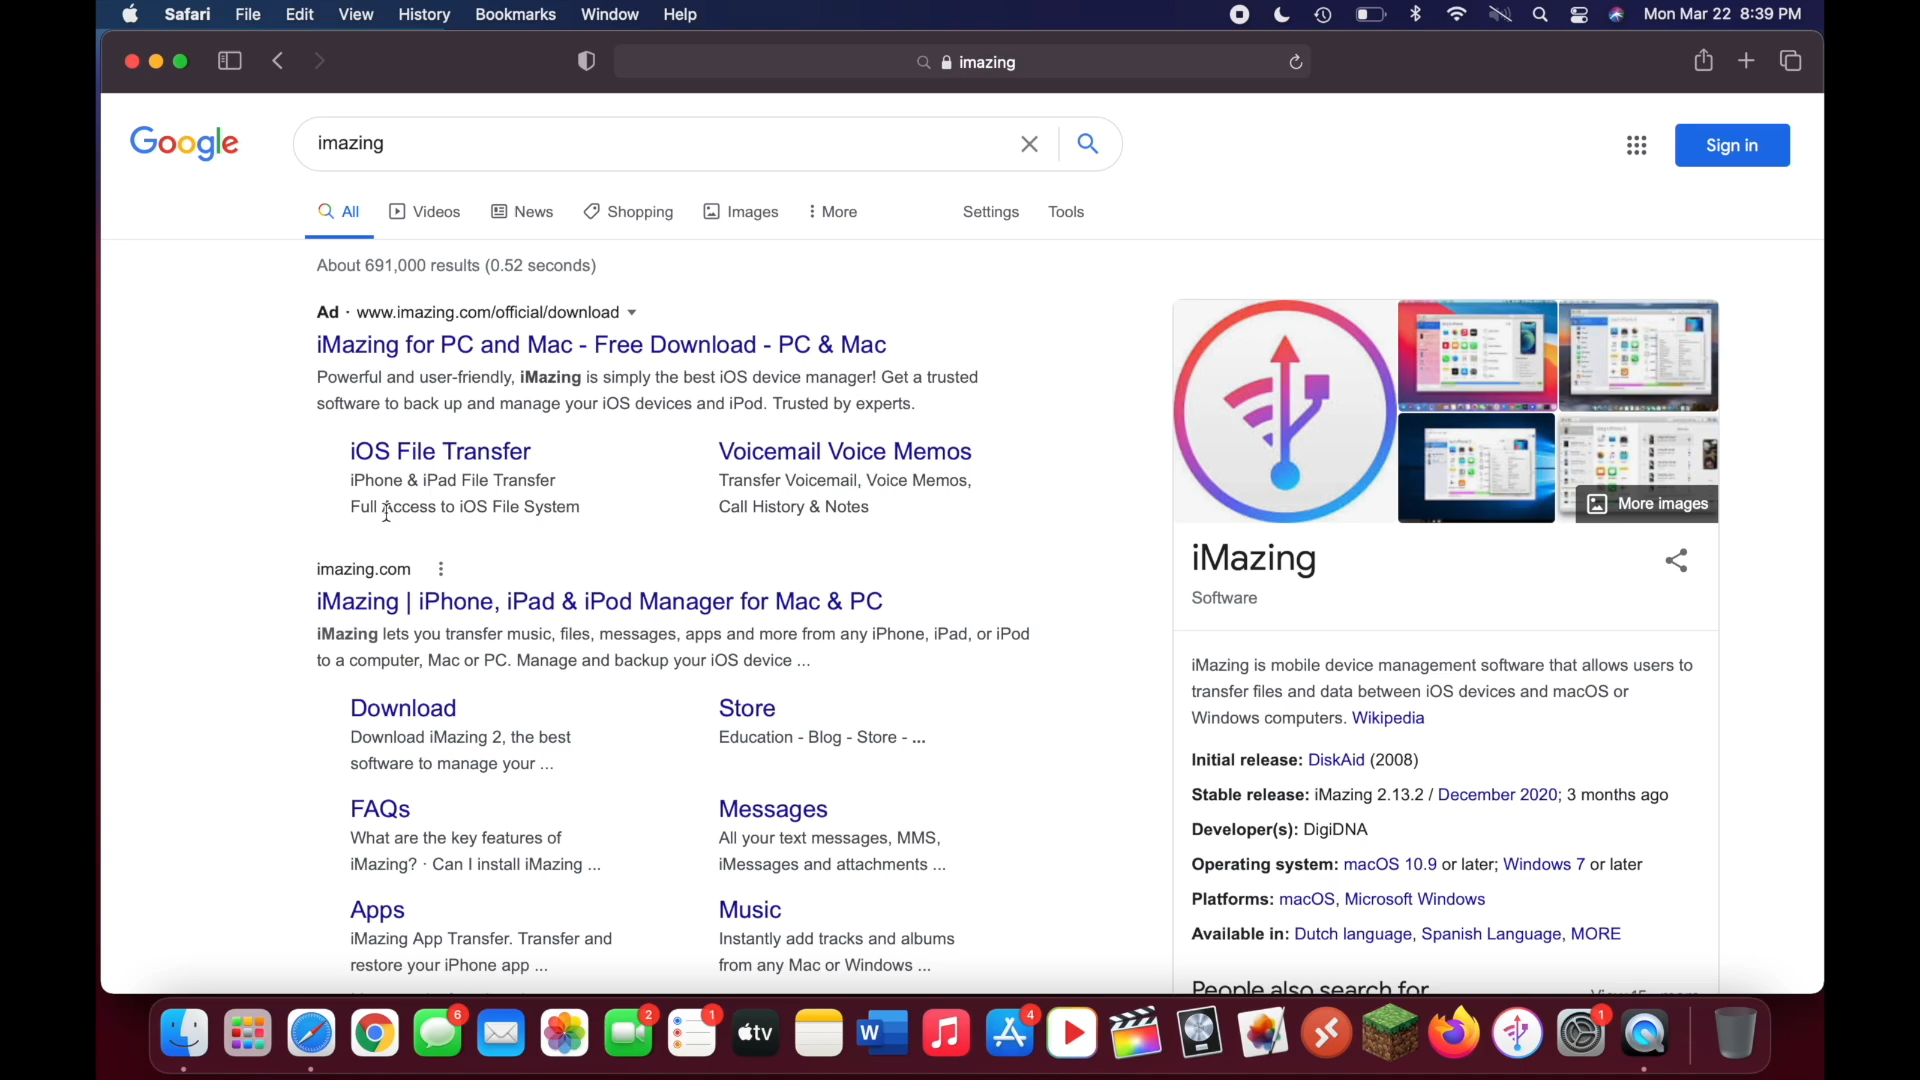 Safari File Edit View History Bookmarks Window Help Mon Mar 22 8:39 PM
imazing
Google imazing Sign in
All Videos News Shopping Images More Settings Tools
About 691,000 results (0.52 seconds)
Ad · www.imazing.com/official/download
iMazing for PC and Mac - Free Download - PC & Mac
Powerful and user-friendly, iMazing is simply the best iOS device manager! Get a trusted
software to back up and manage your iOS devices and iPod. Trusted by experts.
iOS File Transfer
iPhone & iPad File Transfer
Full Access to iOS File System
Voicemail Voice Memos
Transfer Voicemail, Voice Memos,
Call History & Notes
imazing.com
iMazing | iPhone, iPad & iPod Manager for Mac & PC
iMazing lets you transfer music, files, messages, apps and more from any iPhone, iPad, or iPod
to a computer, Mac or PC. Manage and backup your iOS device ...
Download
Download iMazing 2, the best
software to manage your ...
Store
Education - Blog - Store - ...
FAQs
What are the key features of
iMazing? · Can I install iMazing ...
Messages
All your text messages, MMS,
iMessages and attachments ...
Apps
iMazing App Transfer. Transfer and
restore your iPhone app ...
Music
Instantly add tracks and albums
from any Mac or Windows ...
More images
iMazing
Software
iMazing is mobile device management software that allows users to
transfer files and data between iOS devices and macOS or
Windows computers. Wikipedia
Initial release: DiskAid (2008)
Stable release: iMazing 2.13.2 / December 2020; 3 months ago
Developer(s): DigiDNA
Operating system: macOS 10.9 or later; Windows 7 or later
Platforms: macOS, Microsoft Windows
Available in: Dutch language, Spanish Language, MORE
People also search for
6 2 1 tv W 4 1